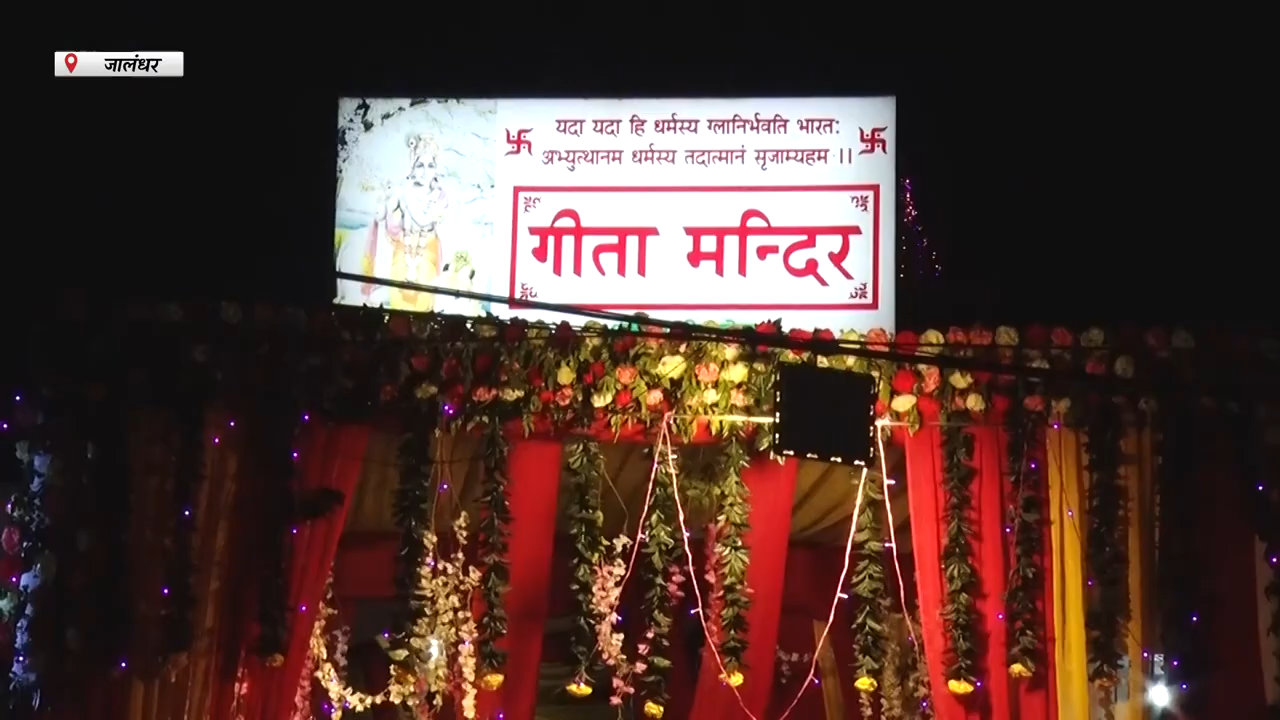 जालंधर
यदा यदा हि धर्मस्य ग्लानिर्भवति भारत:
अभ्युत्थानम धर्मस्य तदात्मानं सृजाम्यहम ।।
गीता मन्दिर